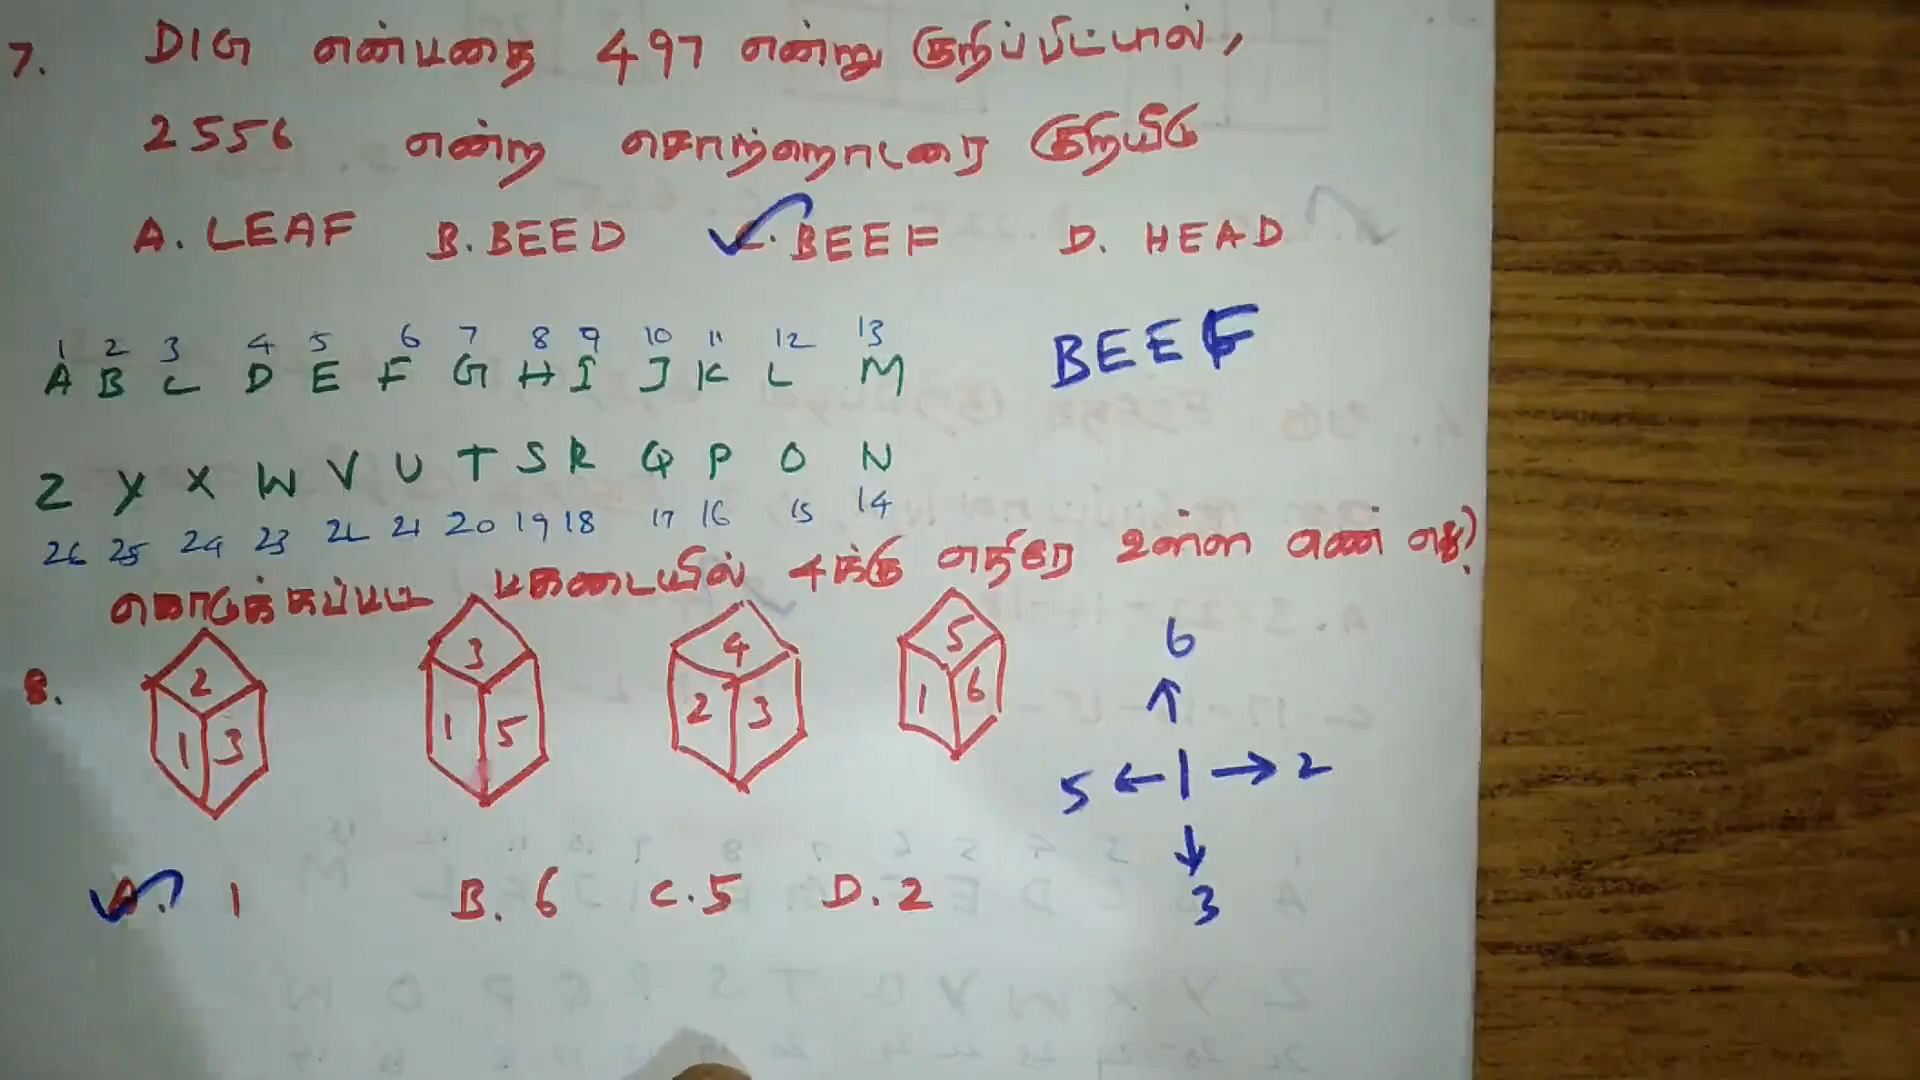 7. DIG என்பதை 497 என்று குறிப்பிட்டால்,
2556 என்ற சொற்றொடரை குறியீடு
A. LEAF B. BEED C. BEEF D. HEAD
1 2 3 4 5 6 7 8 9 10 11 12 13
A B C D E F G H I J K L M
BEEF
Z Y X W V U T S R Q P O N
26 25 24 23 22 21 20 19 18 17 16 15 14
கொடுக்கப்பட்ட பகடையில் 4க்கு எதிரே உள்ள எண் எது?
8.
2 1 3
3 1 5
4 2 3
5 1 6
6
5 ← 1 → 2
3
A. 1 B. 6 C. 5 D. 2